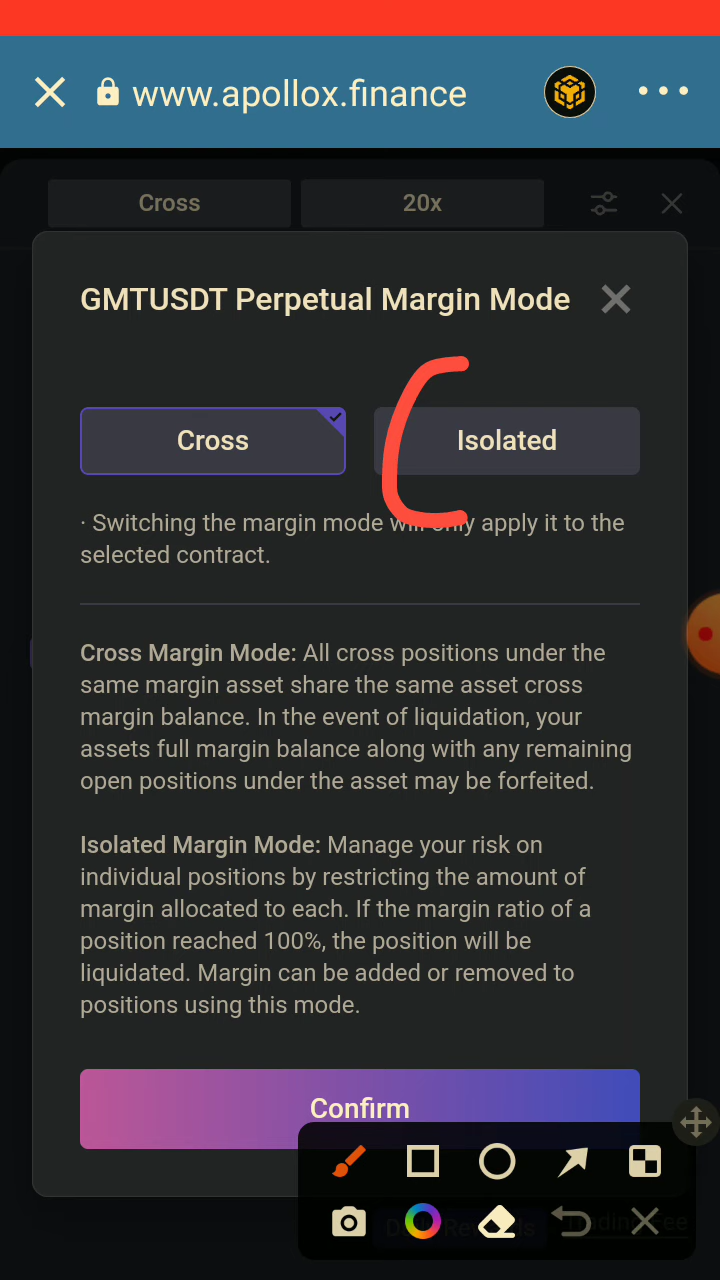 www.apollox.finance
Cross 20x
GMTUSDT Perpetual Margin Mode
Cross Isolated
· Switching the margin mode will only apply it to the
selected contract.
Cross Margin Mode: All cross positions under the
same margin asset share the same asset cross
margin balance. In the event of liquidation, your
assets full margin balance along with any remaining
open positions under the asset may be forfeited.
Isolated Margin Mode: Manage your risk on
individual positions by restricting the amount of
margin allocated to each. If the margin ratio of a
position reached 100%, the position will be
liquidated. Margin can be added or removed to
positions using this mode.
Confirm